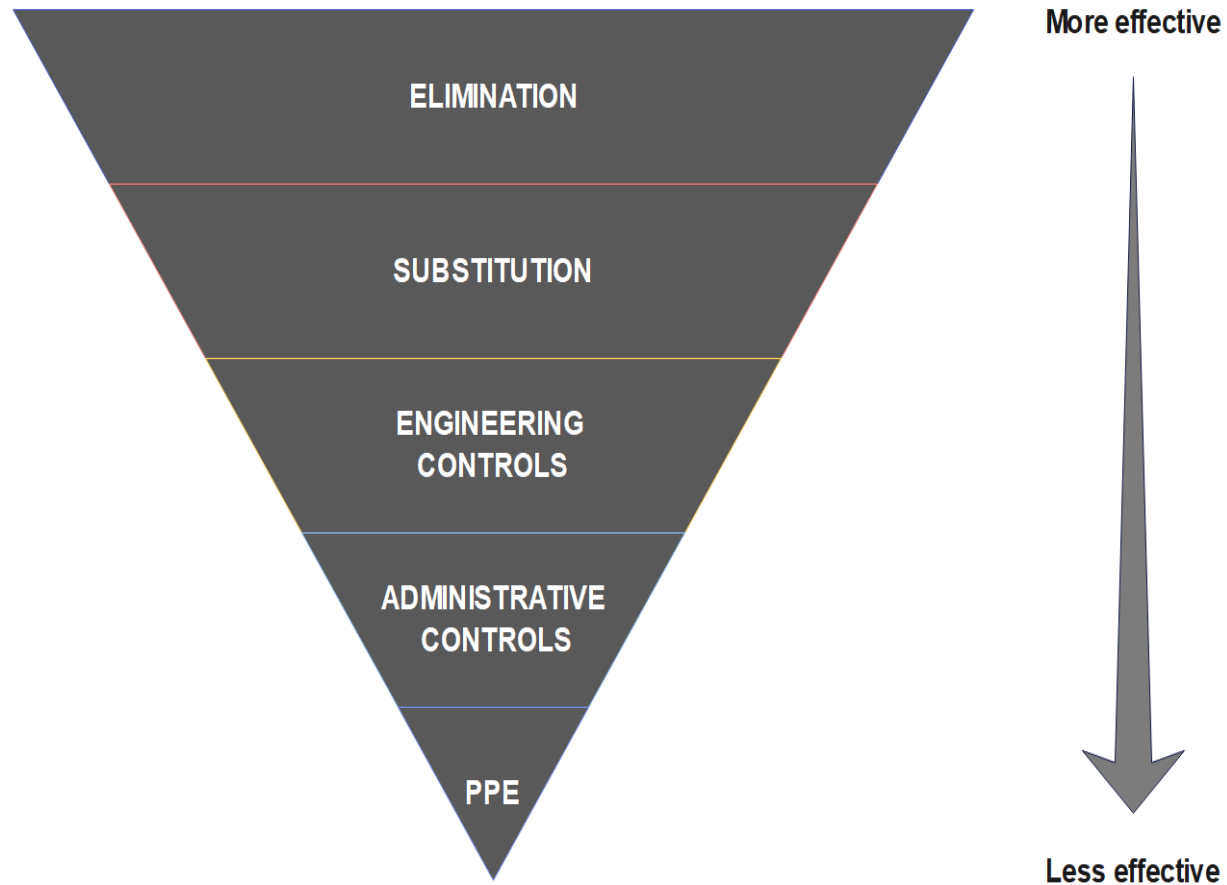 More effective
ELIMINATION
SUBSTITUTION
ENGINEERING
CONTROLS
ADMINISTRATIVE
CONTROLS
PPE
Less effective